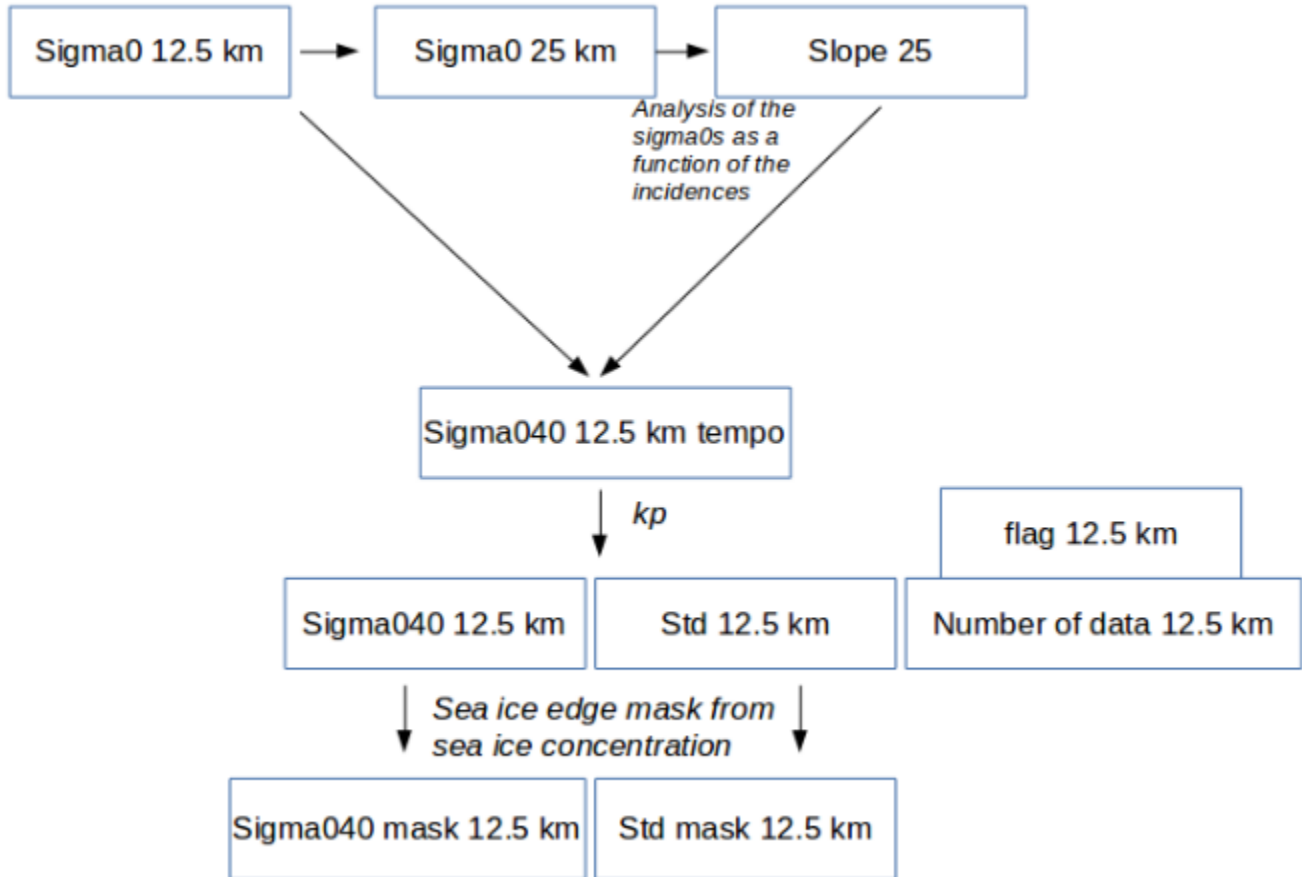 Sigma0 12.5 km
Sigma0 25 km
Slope 25
Analysis of the
sigma0s as a
function of the
incidences
Sigma040 12.5 km tempo
kp
flag 12.5 km
Sigma040 12.5 km
Std 12.5 km
Number of data 12.5 km
Sea ice edge mask from
sea ice concentration
Sigma040 mask 12.5 km
Std mask 12.5 km